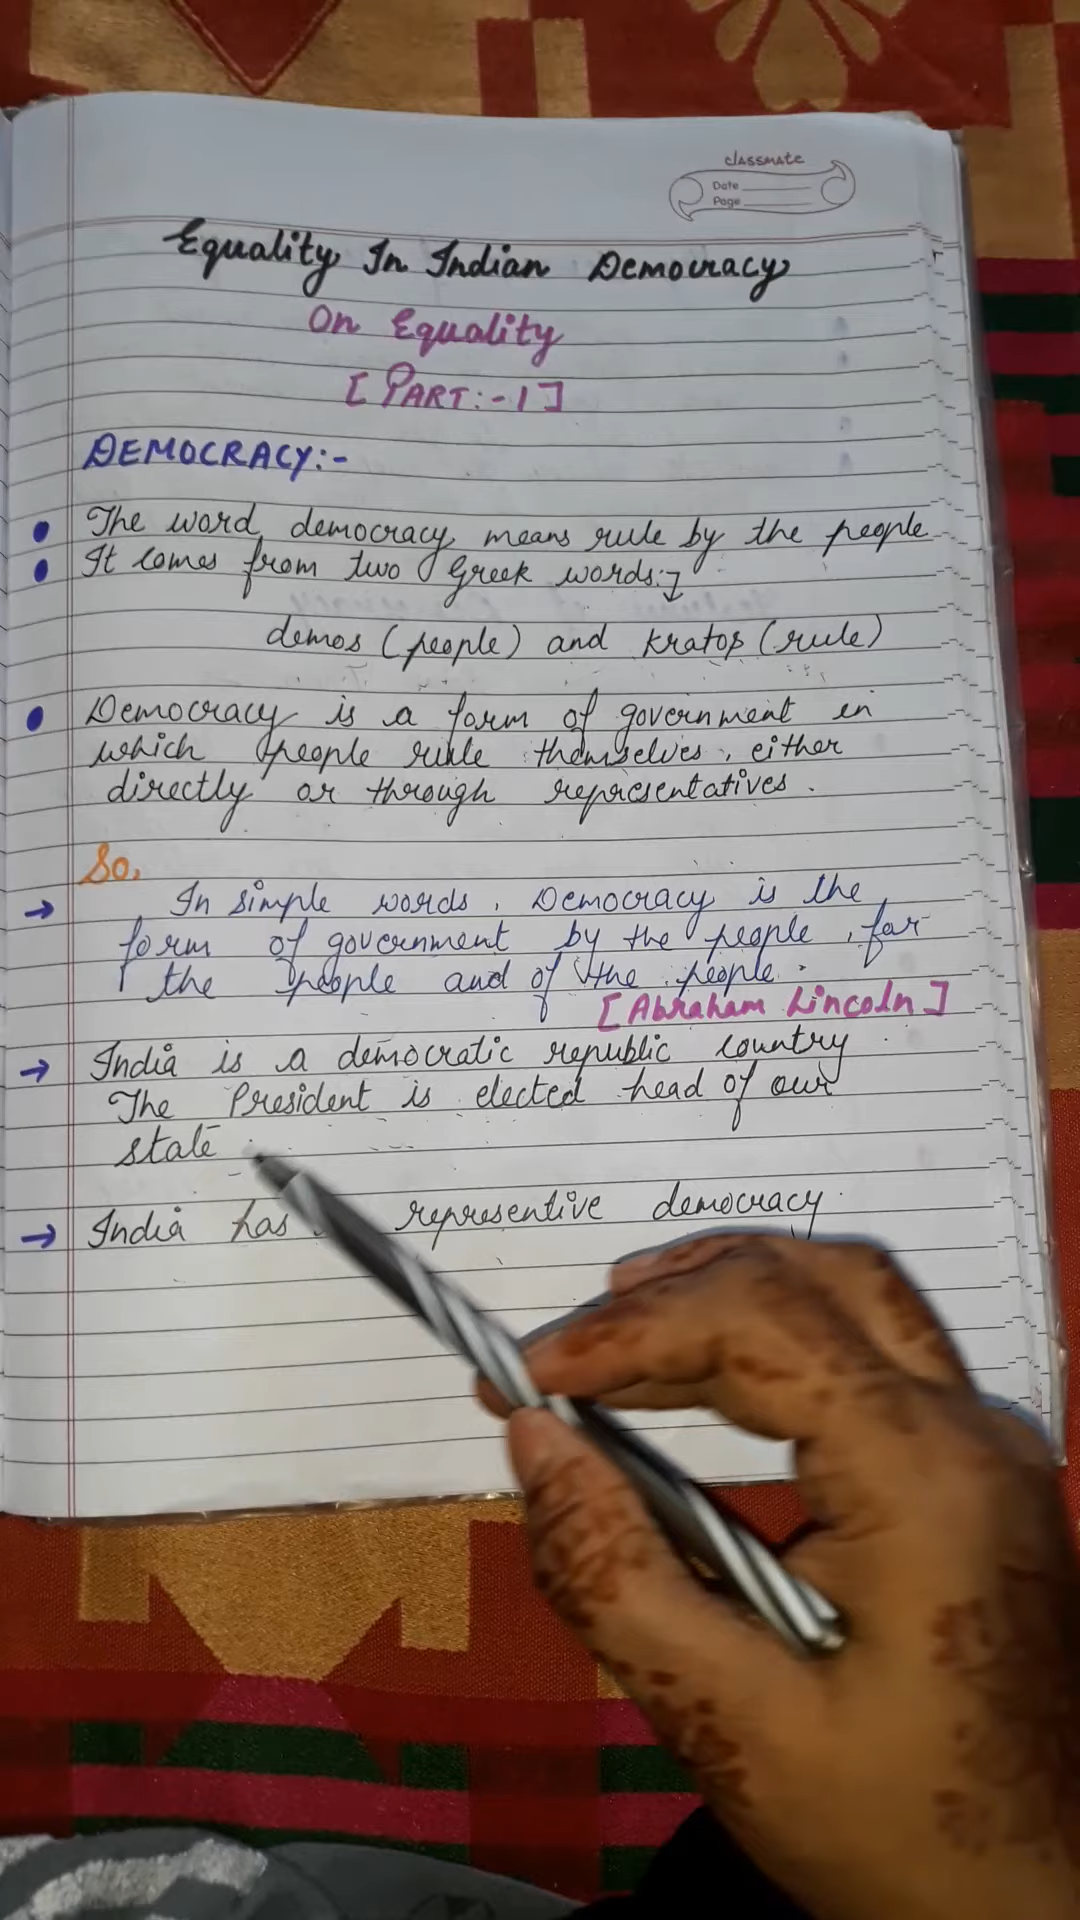 classmate
Date
Page
Equality In Indian Democracy
On Equality
[PART:-1]
DEMOCRACY:-
The word democracy means rule by the people
It comes from two Greek words:
demos (people) and Kratos (rule)
Democracy is a form of government in
which people rule themselves, either
directly or through representatives.
So,
In simple words, Democracy is the
form of government by the people, for
the people and of the people.
[Abraham Lincoln]
India is a democratic republic country.
The President is elected head of our
state
India has representive democracy.